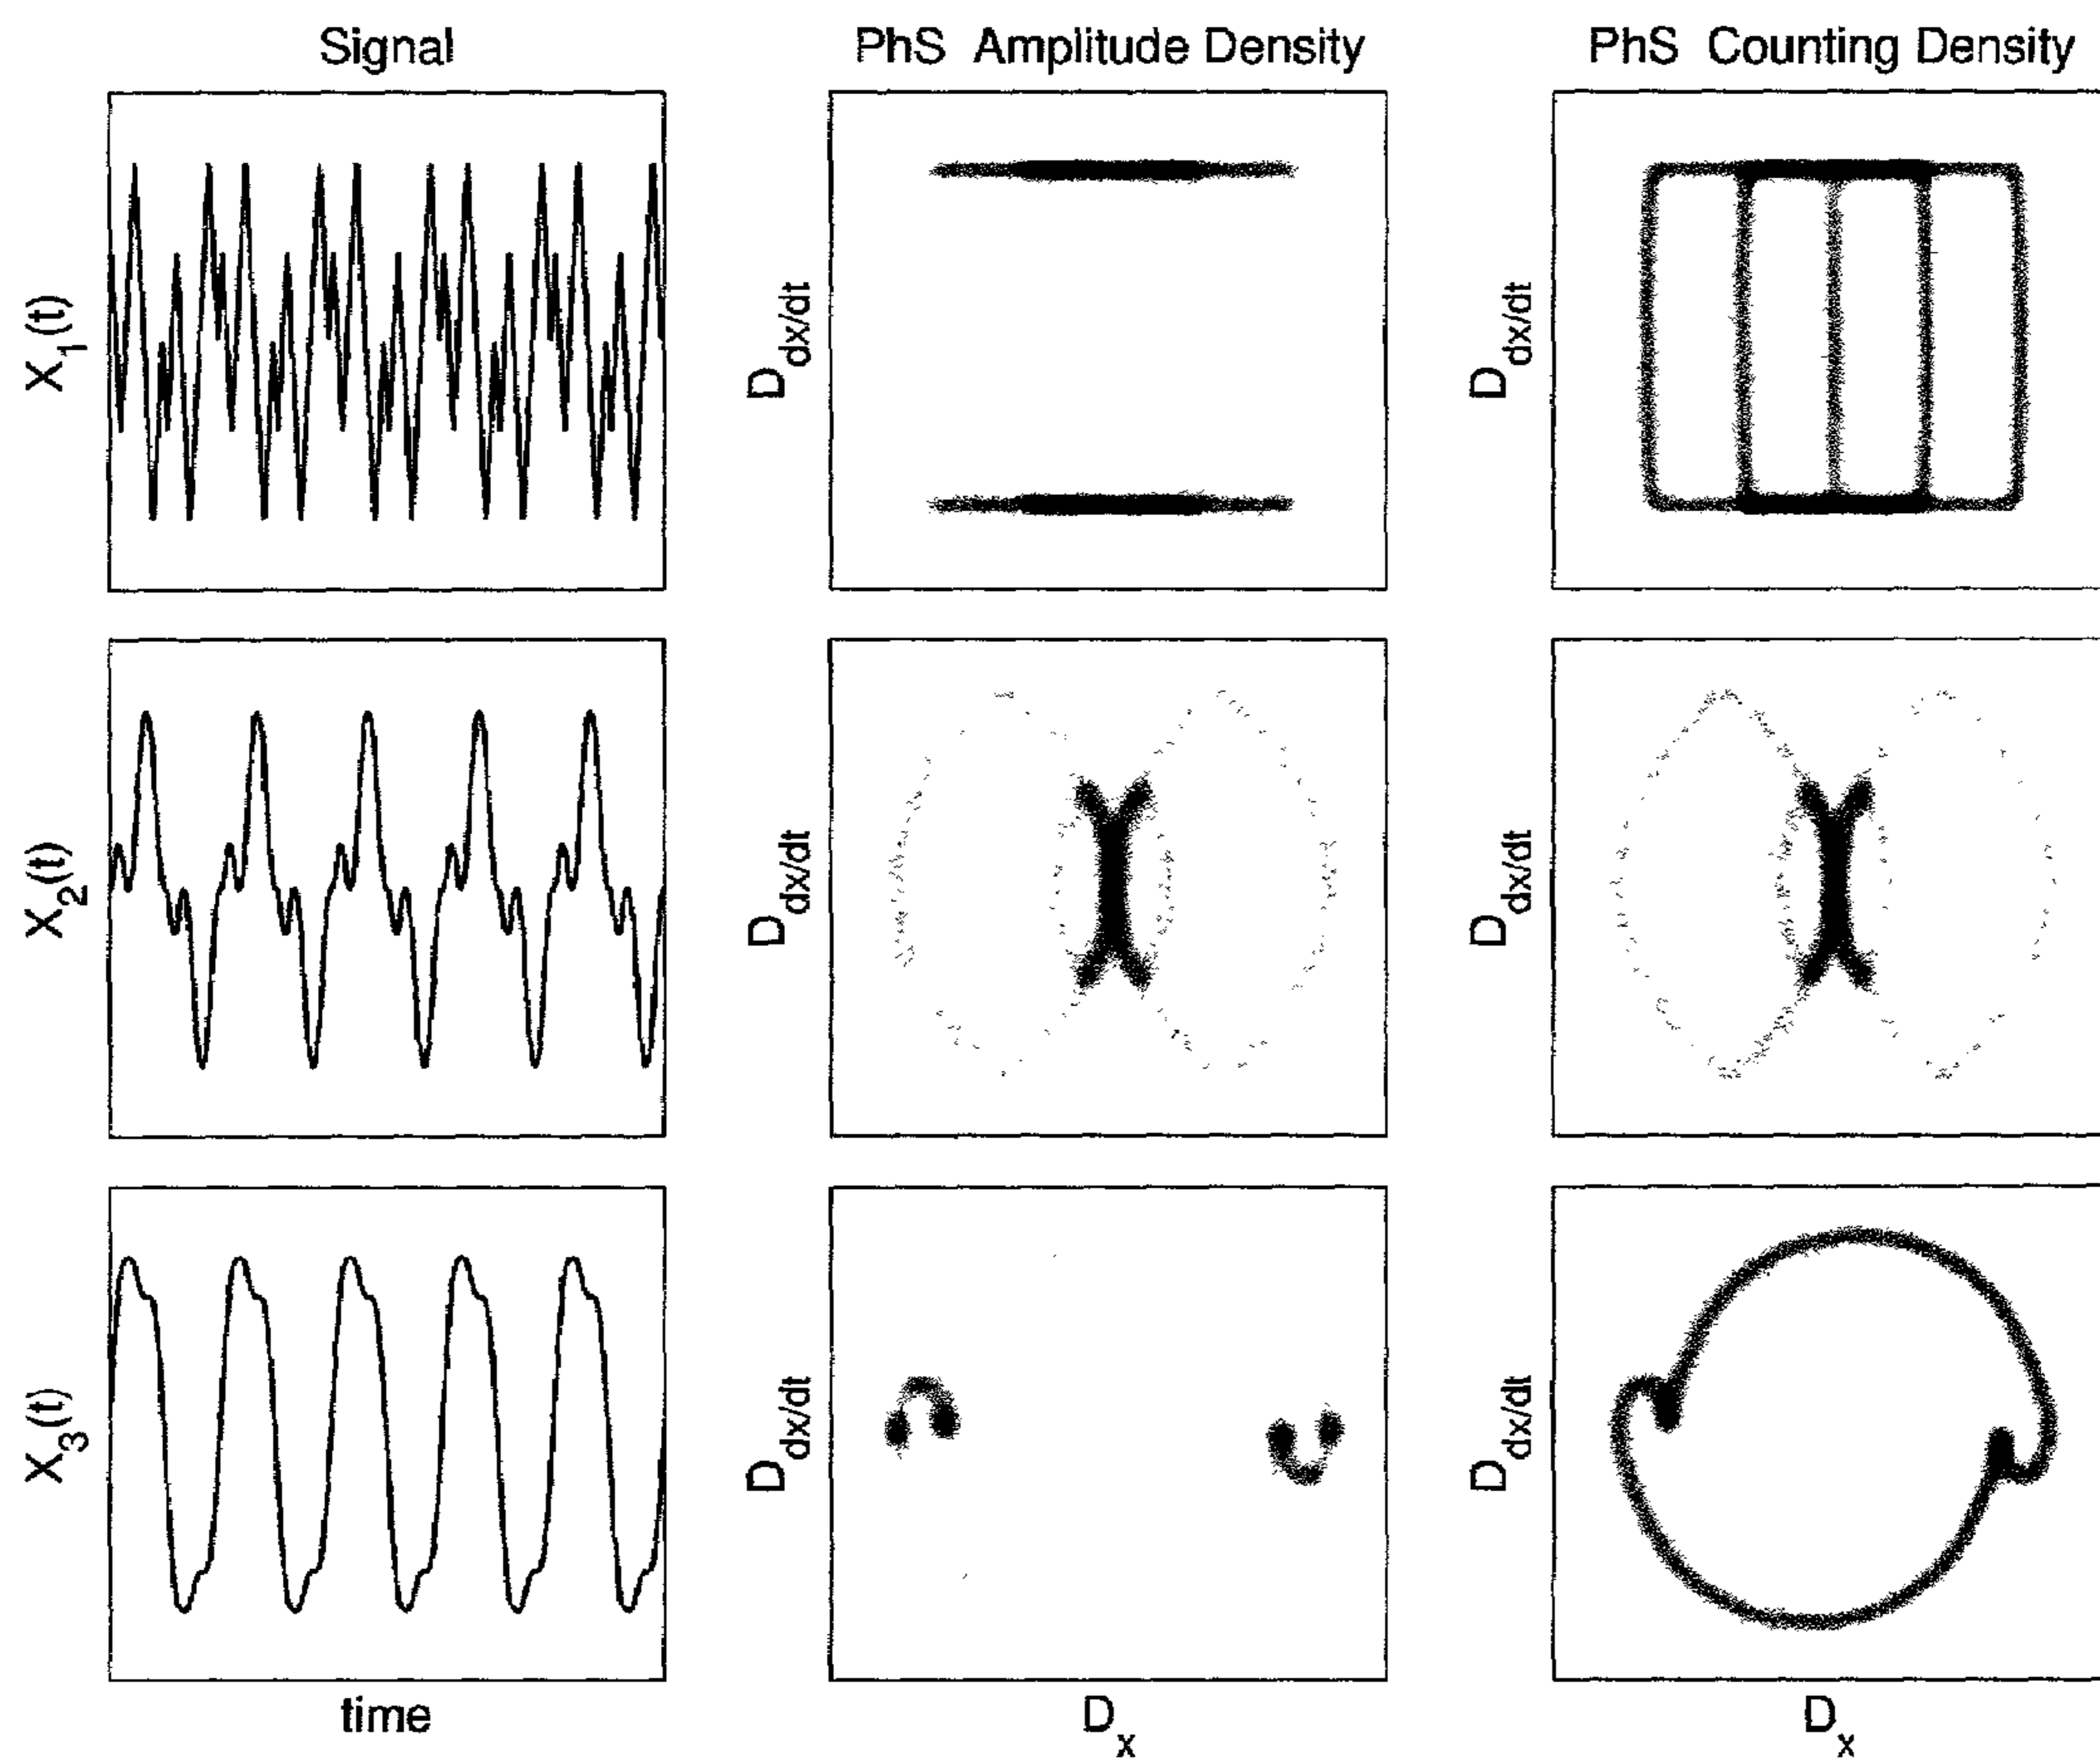 Signal
PhS Amplitude Density
PhS Counting Density
X1(t)
Ddx/dt
Ddx/dt
X2(t)
Ddx/dt
Ddx/dt
X3(t)
Ddx/dt
Ddx/dt
time
Dx
Dx